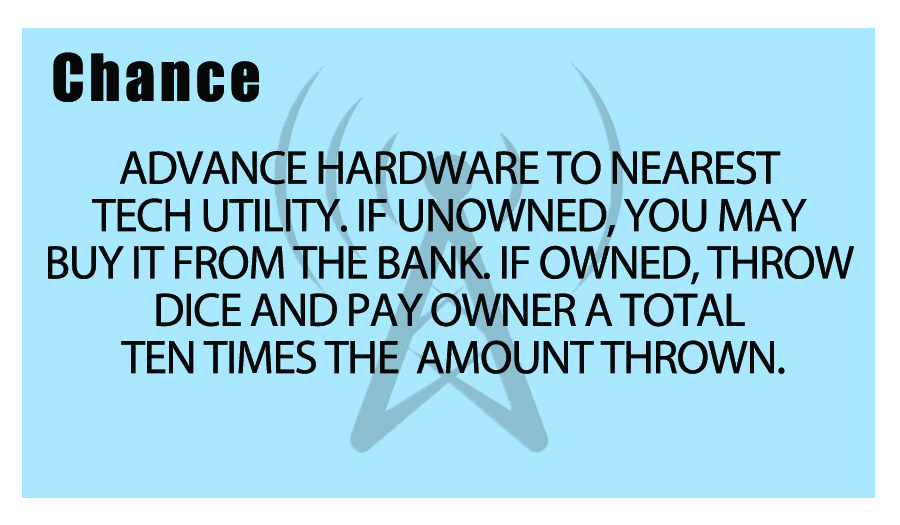 Chance
ADVANCE HARDWARE TO NEAREST
TECH UTILITY. IF UNOWNED, YOU MAY
BUY IT FROM THE BANK. IF OWNED, THROW
DICE AND PAY OWNER A TOTAL
TEN TIMES THE AMOUNT THROWN.